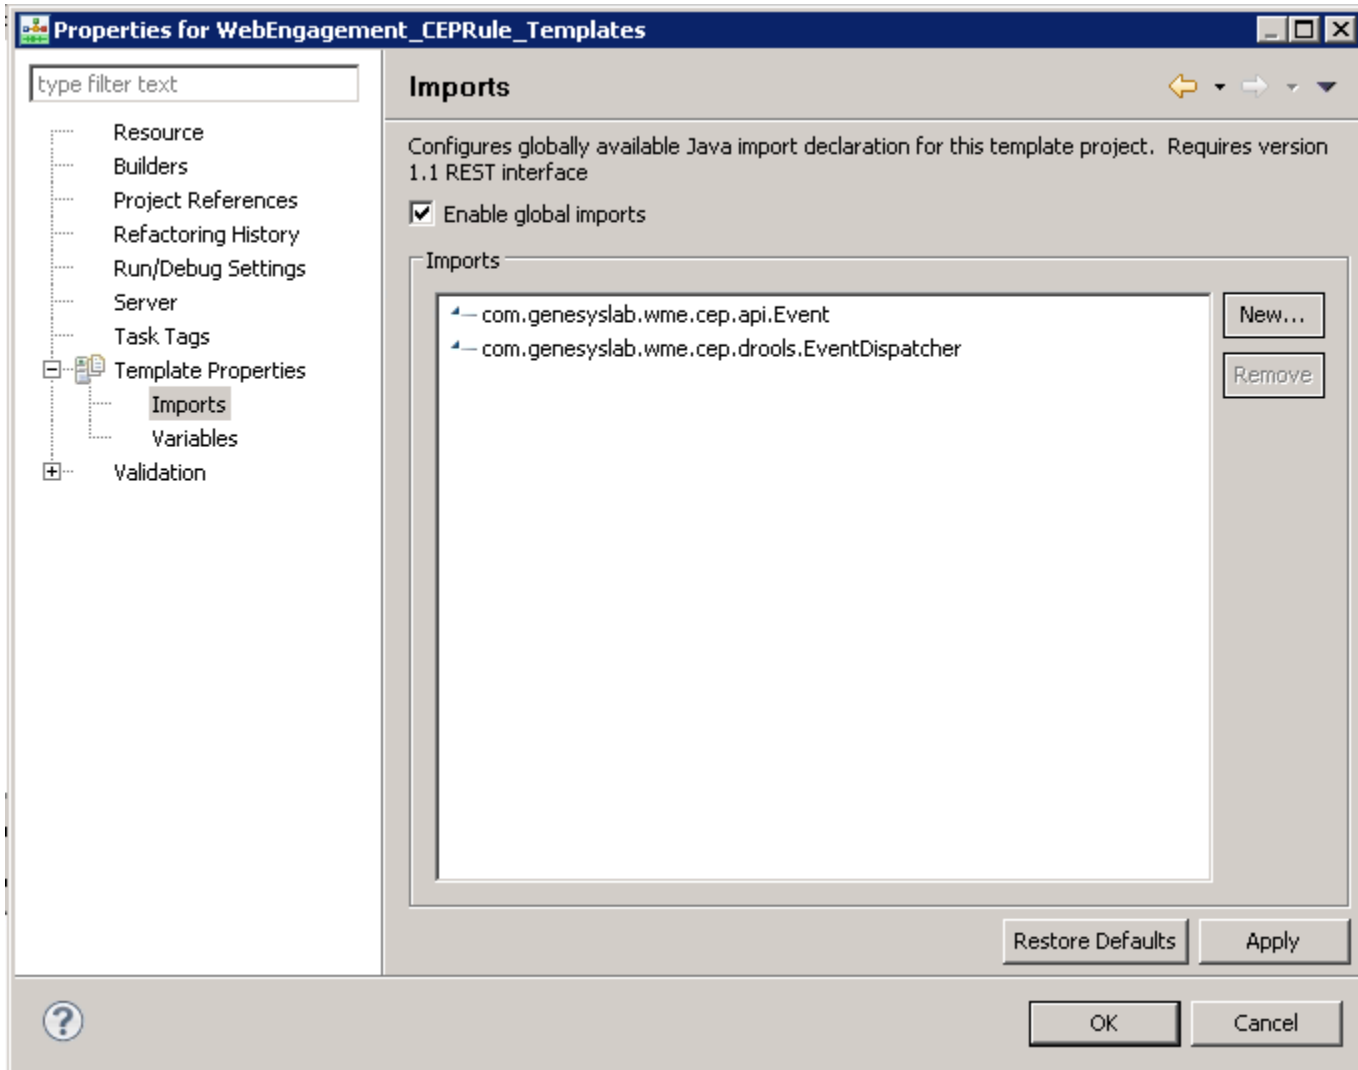 Properties for WebEngagement_CEPRule_Templates
type filter text
Resource
Builders
Project References
Refactoring History
Run/Debug Settings
Server
Task Tags
Template Properties
Imports
Variables
Validation
Imports
Configures globally available Java import declaration for this template project. Requires version
1.1 REST interface
Enable global imports
Imports
com.genesyslab.wme.cep.api.Event
com.genesyslab.wme.cep.drools.EventDispatcher
New...
Remove
Restore Defaults
Apply
OK
Cancel